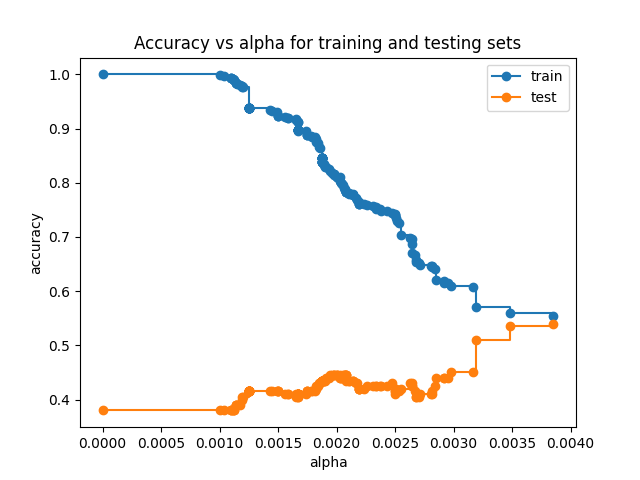 Accuracy vs alpha for training and testing sets
train
test
accuracy
1.0
0.9
0.8
0.7
0.6
0.5
0.4
0.0000 0.0005 0.0010 0.0015 0.0020 0.0025 0.0030 0.0035 0.0040
alpha